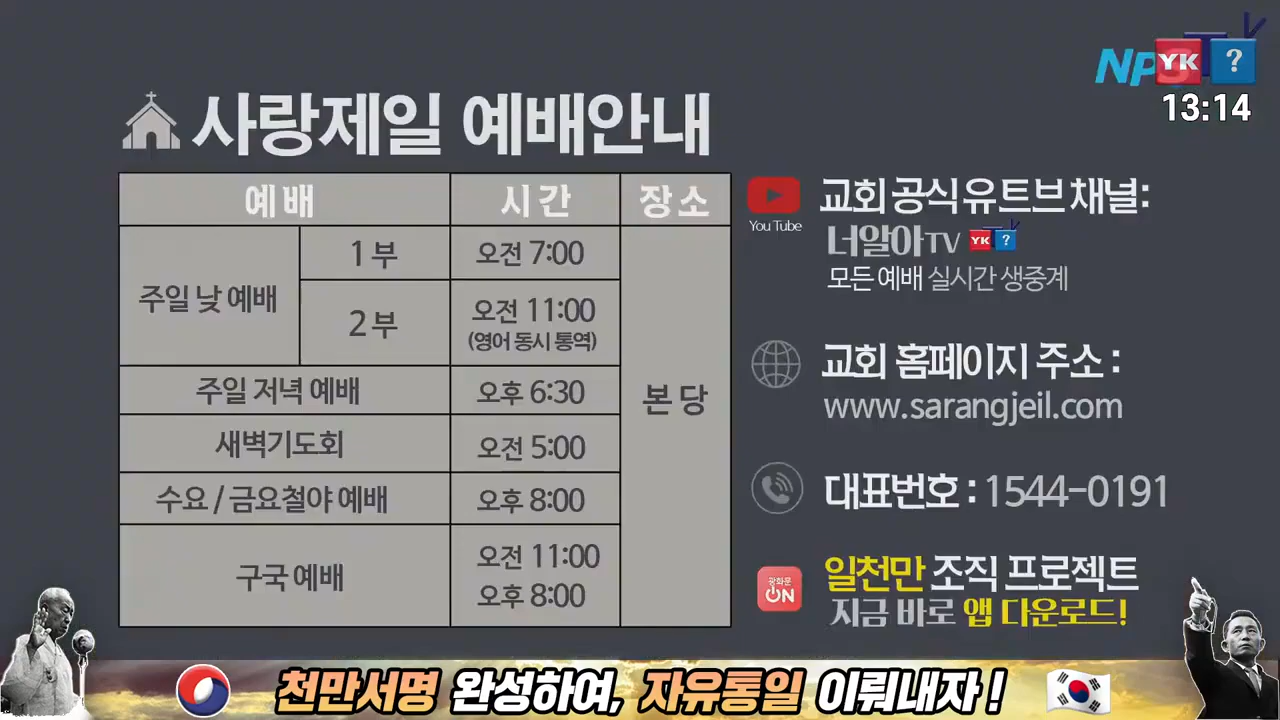 13:14
사랑제일 예배안내
예배 시간 장소
주일 낮 예배 1부 오전 7:00
2부 오전 11:00
(영어 동시 통역)
주일 저녁 예배 오후 6:30
새벽기도회 오전 5:00
수요 / 금요철야 예배 오후 8:00
구국 예배 오전 11:00
오후 8:00
본당
You Tube
교회 공식 유트브 채널:
너알아TV YK ?
모든 예배 실시간 생중계
교회 홈페이지 주소 :
www.sarangjeil.com
대표번호 : 1544-0191
광화문
ON
일천만 조직 프로젝트
지금 바로 앱 다운로드!
천만서명 완성하여, 자유통일 이뤄내자 !
YK ?